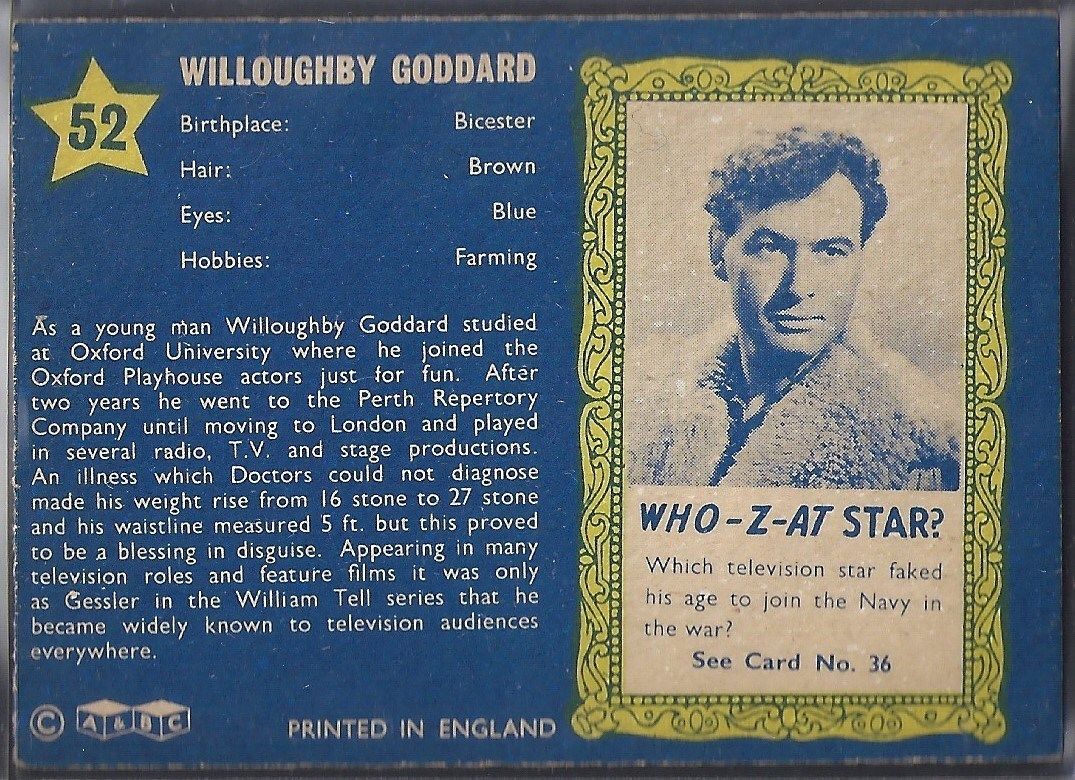 52
WILLOUGHBY GODDARD
Birthplace: Bicester
Hair: Brown
Eyes: Blue
Hobbies: Farming
As a young man Willoughby Goddard studied
at Oxford University where he joined the
Oxford Playhouse actors just for fun. After
two years he went to the Perth Repertory
Company until moving to London and played
in several radio, T.V. and stage productions.
An illness which Doctors could not diagnose
made his weight rise from 16 stone to 27 stone
and his waistline measured 5 ft. but this proved
to be a blessing in disguise. Appearing in many
television roles and feature films it was only
as Gessler in the William Tell series that he
became widely known to television audiences
everywhere.
© A & B C
PRINTED IN ENGLAND
WHO-Z-AT STAR?
Which television star faked
his age to join the Navy in
the war?
See Card No. 36